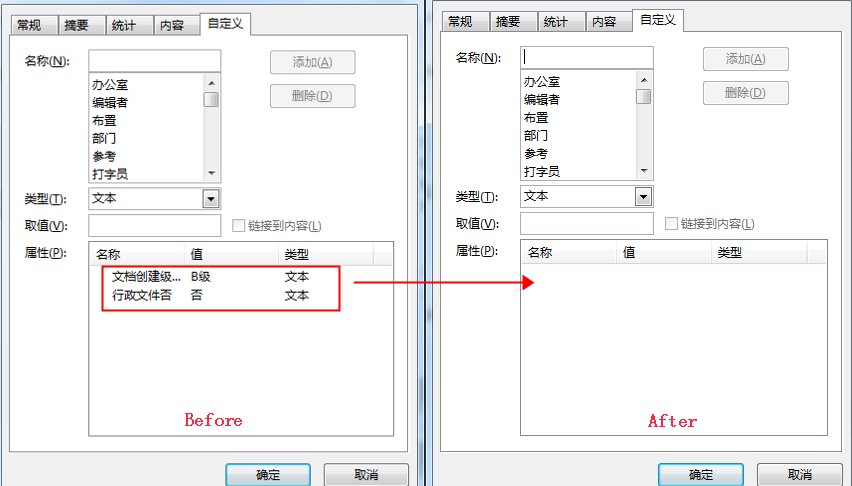 常规 摘要 统计 内容 自定义
名称(N):
添加(A)
删除(D)
办公室
编辑者
布置
部门
参考
打字员
类型(T): 文本
取值(V):
链接到内容(L)
属性(P):
名称 值 类型
文档创建级... B级 文本
行政文件否 否 文本
Before
确定 取消
常规 摘要 统计 内容 自定义
名称(N):
添加(A)
删除(D)
办公室
编辑者
布置
部门
参考
打字员
类型(T): 文本
取值(V):
链接到内容(L)
属性(P):
名称 值 类型
After
确定 取消